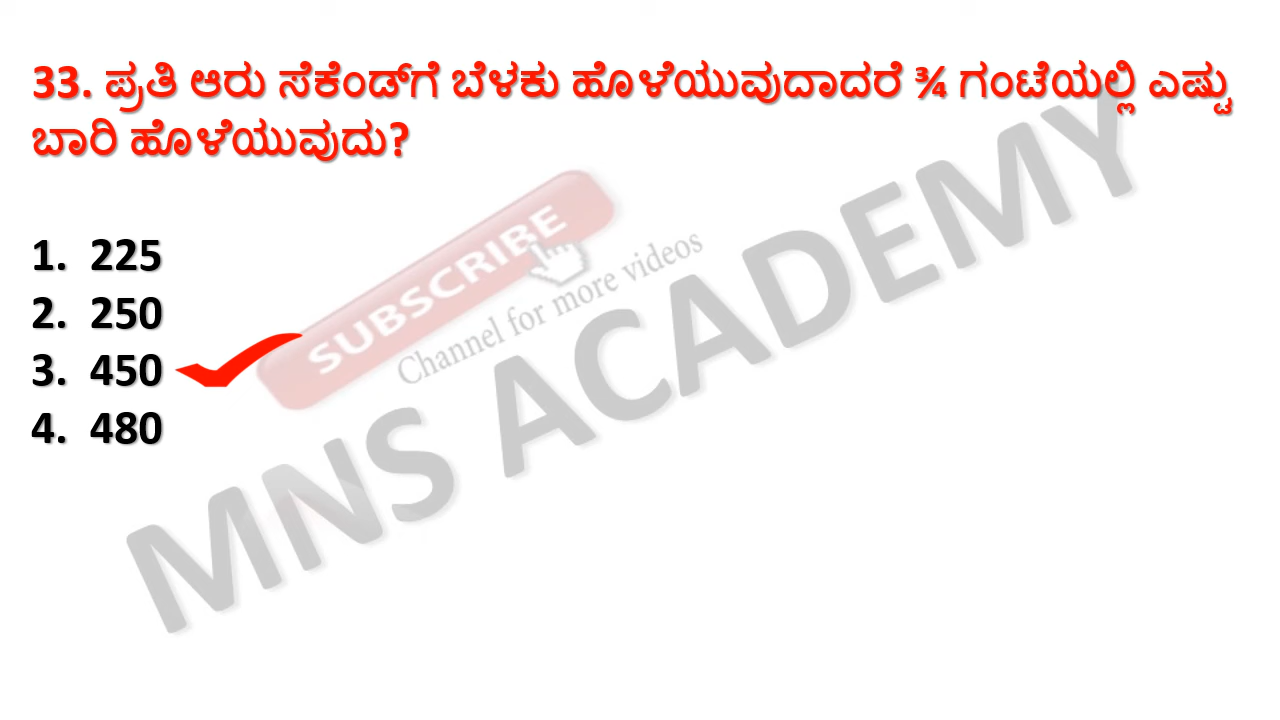 33. ಪ್ರತಿ ಆರು ಸೆಕೆಂಡ್‌ಗೆ ಬೆಳಕು ಹೊಳೆಯುವುದಾದರೆ ¾ ಗಂಟೆಯಲ್ಲಿ ಎಷ್ಟು
ಬಾರಿ ಹೊಳೆಯುವುದು?
1. 225
2. 250
3. 450
4. 480
SUBSCRIBE
Channel for more videos
MNS ACADEMY